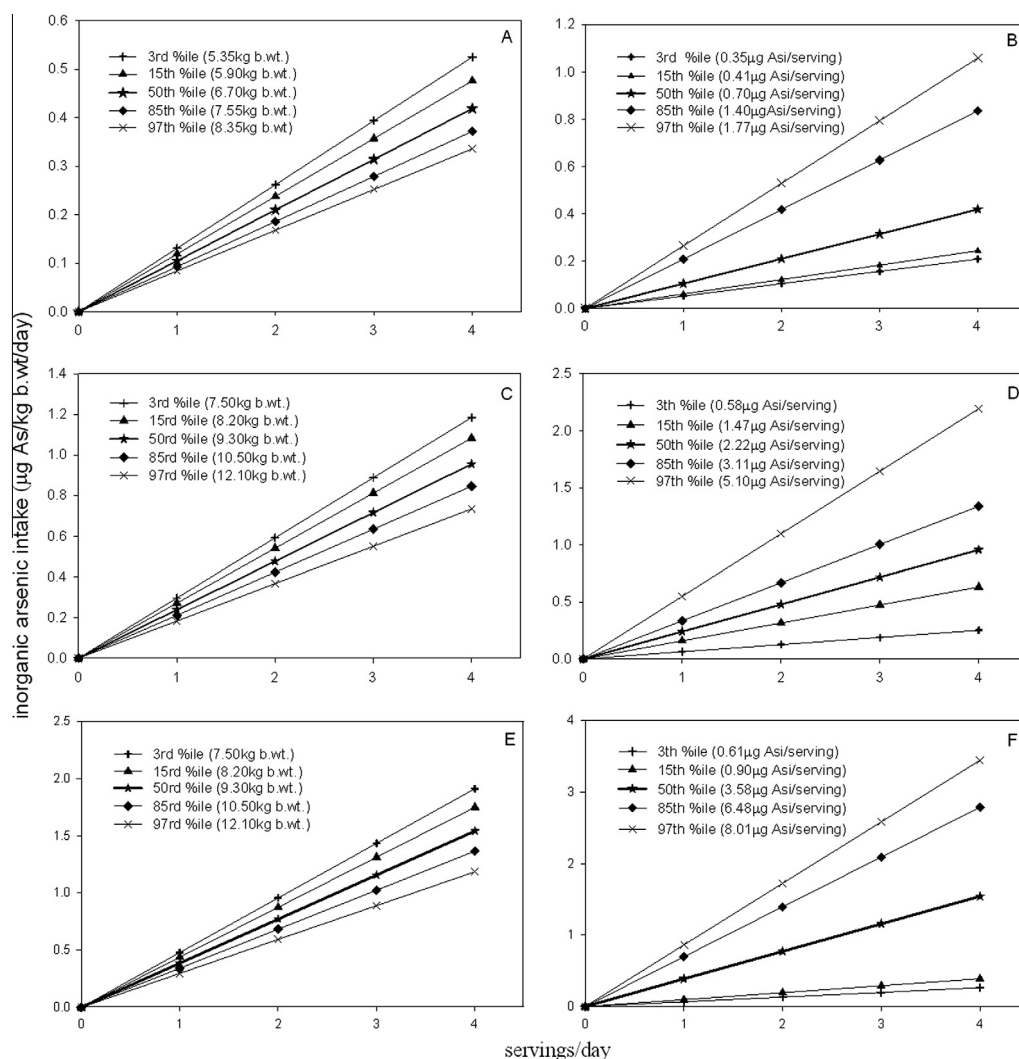 inorganic arsenic intake (µg As/kg b.wt/day)
A
3rd %ile (5.35kg b.wt.)
15th %ile (5.90kg b.wt.)
50th %ile (6.70kg b.wt.)
85th %ile (7.55kg b.wt.)
97th %ile (8.35kg b.wt)
0.6
0.5
0.4
0.3
0.2
0.1
0.0
0 1 2 3 4
B
3rd %ile (0.35µg Asi/serving)
15th %ile (0.41µg Asi/serving)
50th %ile (0.70µg Asi/serving)
85th %ile (1.40µgAsi/serving)
97th %ile (1.77µg Asi/serving)
1.2
1.0
0.8
0.6
0.4
0.2
0.0
0 1 2 3 4
C
3rd %ile (7.50kg b.wt.)
15rd %ile (8.20kg b.wt.)
50rd %ile (9.30kg b.wt.)
85rd %ile (10.50kg b.wt.)
97rd %ile (12.10kg b.wt.)
1.4
1.2
1.0
0.8
0.6
0.4
0.2
0.0
0 1 2 3 4
D
3th %ile (0.58µg Asi/serving)
15th %ile (1.47µg Asi/serving)
50th %ile (2.22µg Asi/serving)
85th %ile (3.11µg Asi/serving)
97th %ile (5.10µg Asi/serving)
2.5
2.0
1.5
1.0
0.5
0.0
0 1 2 3 4
E
3rd %ile (7.50kg b.wt.)
15rd %ile (8.20kg b.wt.)
50rd %ile (9.30kg b.wt.)
85rd %ile (10.50kg b.wt.)
97rd %ile (12.10kg b.wt.)
2.5
2.0
1.5
1.0
0.5
0.0
0 1 2 3 4
F
3th %ile (0.61µg Asi/serving)
15th %ile (0.90µg Asi/serving)
50th %ile (3.58µg Asi/serving)
85th %ile (6.48µg Asi/serving)
97th %ile (8.01µg Asi/serving)
4
3
2
1
0
0 1 2 3 4
servings/day